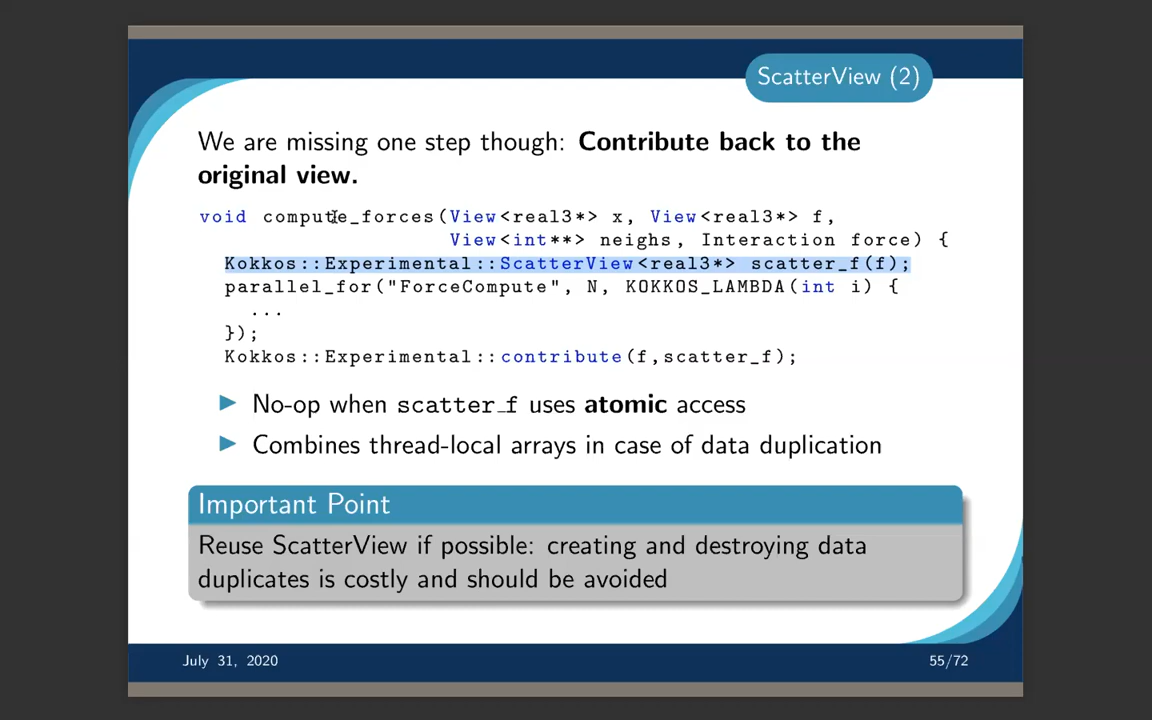 ScatterView (2)
We are missing one step though: Contribute back to the
original view.
void compute_forces(View<real3*> x, View<real3*> f,
View<int**> neighs, Interaction force) {
Kokkos::Experimental::ScatterView<real3*> scatter_f(f);
parallel_for("ForceCompute", N, KOKKOS_LAMBDA(int i) {
...
});
Kokkos::Experimental::contribute(f,scatter_f);
▶ No-op when scatter_f uses atomic access
▶ Combines thread-local arrays in case of data duplication
Important Point
Reuse ScatterView if possible: creating and destroying data
duplicates is costly and should be avoided
July 31, 2020
55/72